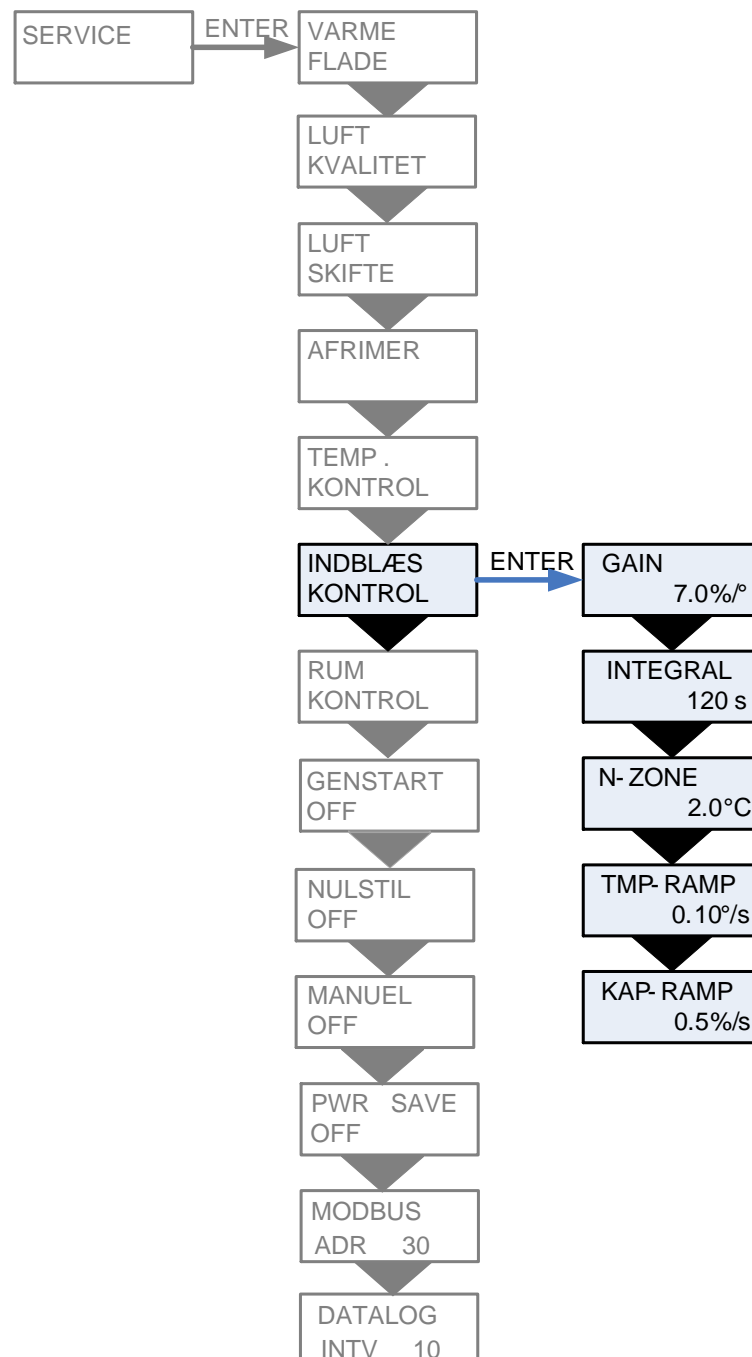 SERVICE
ENTER
VARME
FLADE
LUFT
KVALITET
LUFT
SKIFTE
AFRIMER
TEMP .
KONTROL
INDBLÆS
KONTROL
ENTER
GAIN
7.0%/°
INTEGRAL
120 s
N- ZONE
2.0°C
TMP- RAMP
0.10°/s
KAP- RAMP
0.5%/s
RUM
KONTROL
GENSTART
OFF
NULSTIL
OFF
MANUEL
OFF
PWR SAVE
OFF
MODBUS
ADR 30
DATALOG
INTV 10